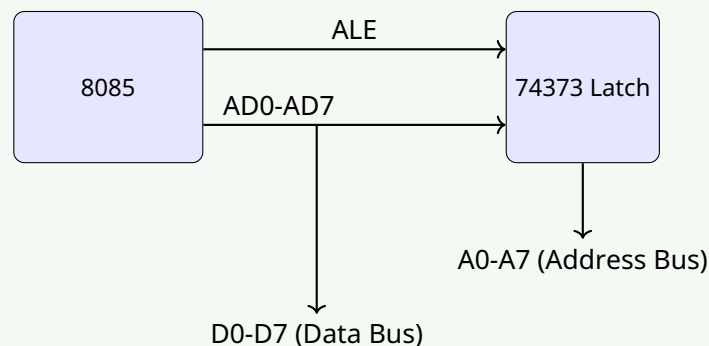 ALE
8085
74373 Latch
AD0-AD7
A0-A7 (Address Bus)
D0-D7 (Data Bus)